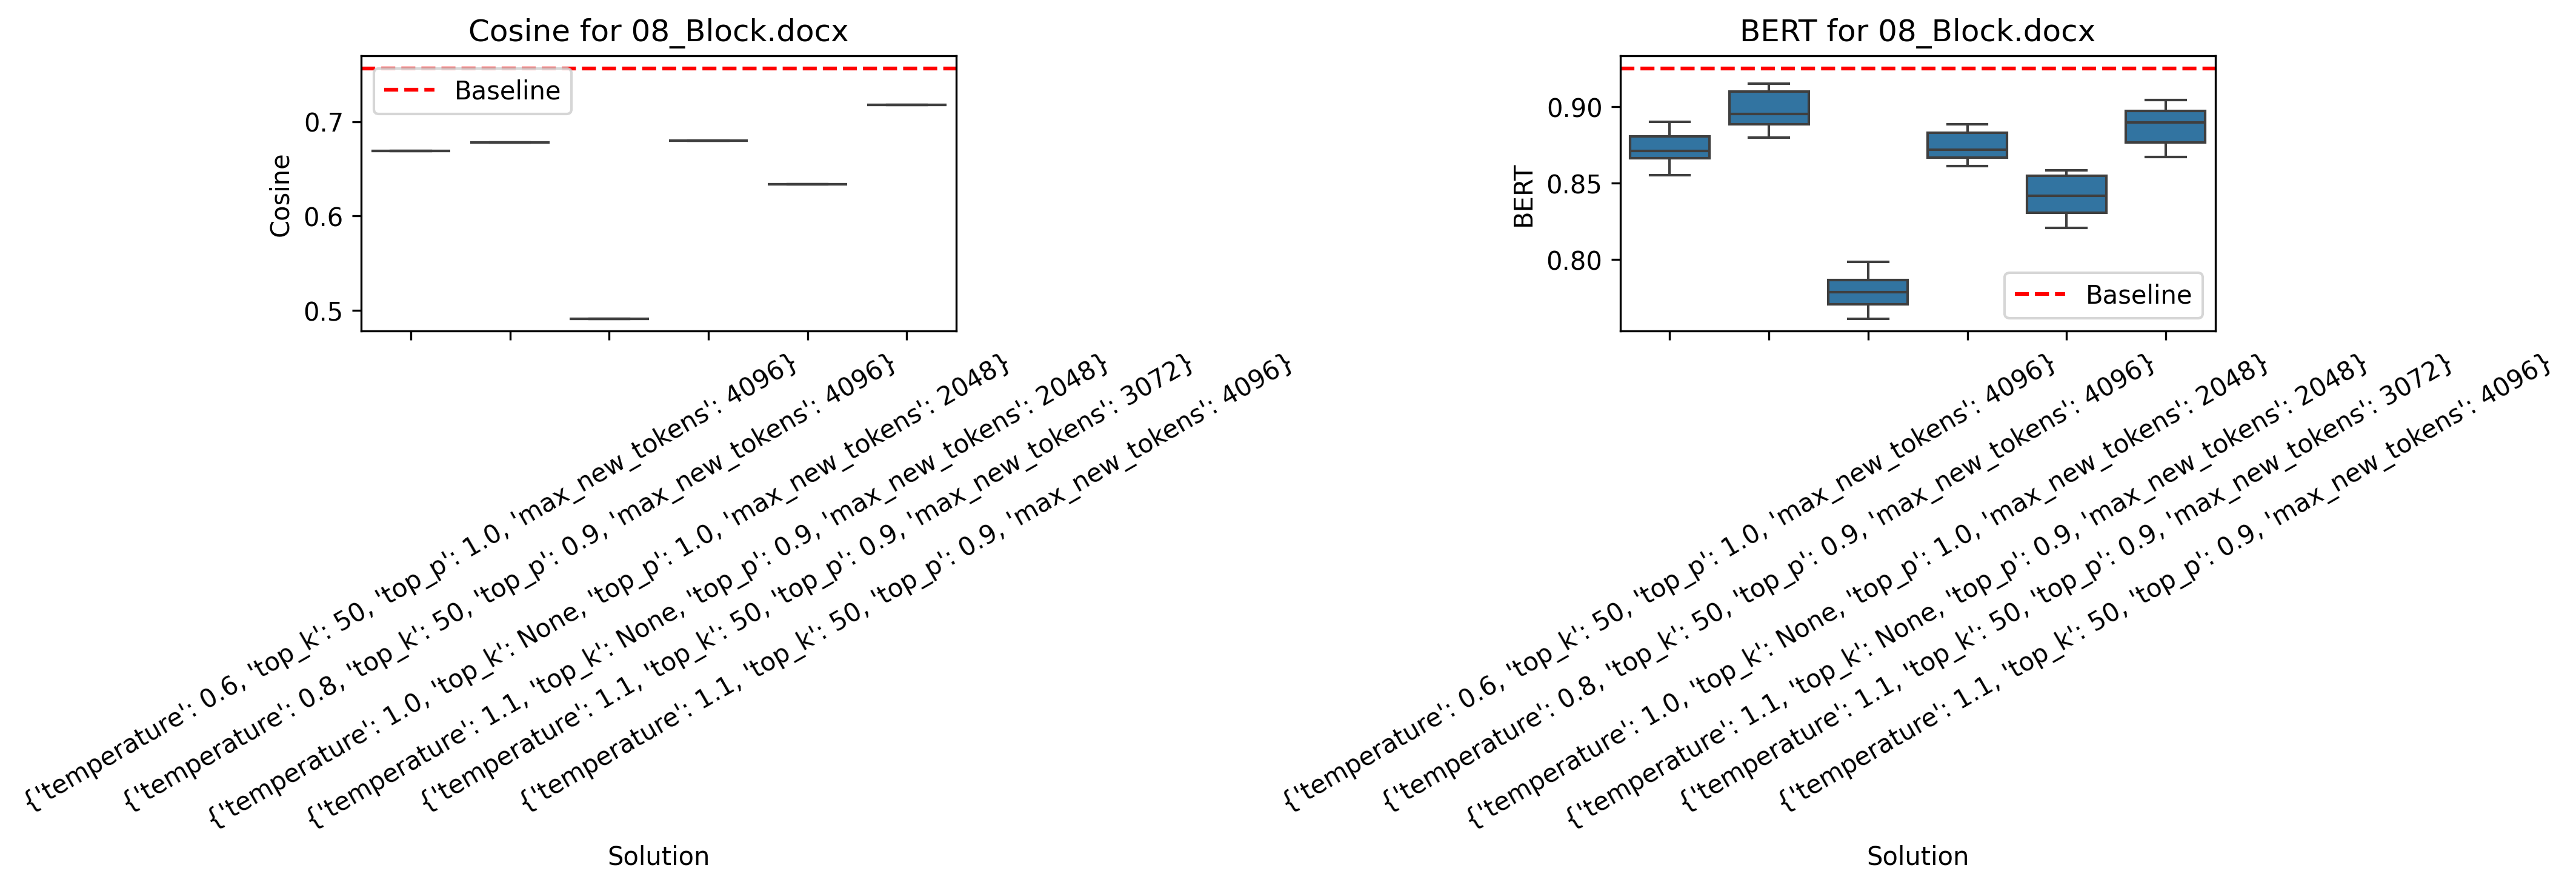 Cosine for 08_Block.docx
Baseline
0.7
0.6
0.5
Cosine
{'temperature': 0.6, 'top_k': 50, 'top_p': 1.0, 'max_new_tokens': 4096}
{'temperature': 0.8, 'top_k': 50, 'top_p': 0.9, 'max_new_tokens': 4096}
{'temperature': 1.0, 'top_k': None, 'top_p': 1.0, 'max_new_tokens': 2048}
{'temperature': 1.1, 'top_k': None, 'top_p': 0.9, 'max_new_tokens': 2048}
{'temperature': 1.1, 'top_k': 50, 'top_p': 0.9, 'max_new_tokens': 3072}
{'temperature': 1.1, 'top_k': 50, 'top_p': 0.9, 'max_new_tokens': 4096}
Solution
BERT for 08_Block.docx
0.90
0.85
0.80
BERT
Baseline
{'temperature': 0.6, 'top_k': 50, 'top_p': 1.0, 'max_new_tokens': 4096}
{'temperature': 0.8, 'top_k': 50, 'top_p': 0.9, 'max_new_tokens': 4096}
{'temperature': 1.0, 'top_k': None, 'top_p': 1.0, 'max_new_tokens': 2048}
{'temperature': 1.1, 'top_k': None, 'top_p': 0.9, 'max_new_tokens': 2048}
{'temperature': 1.1, 'top_k': 50, 'top_p': 0.9, 'max_new_tokens': 3072}
{'temperature': 1.1, 'top_k': 50, 'top_p': 0.9, 'max_new_tokens': 4096}
Solution